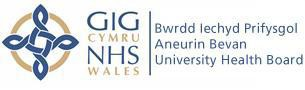 GIG
CYMRU
NHS
WALES
Bwrdd Iechyd Prifysgol
Aneurin Bevan
University Health Board